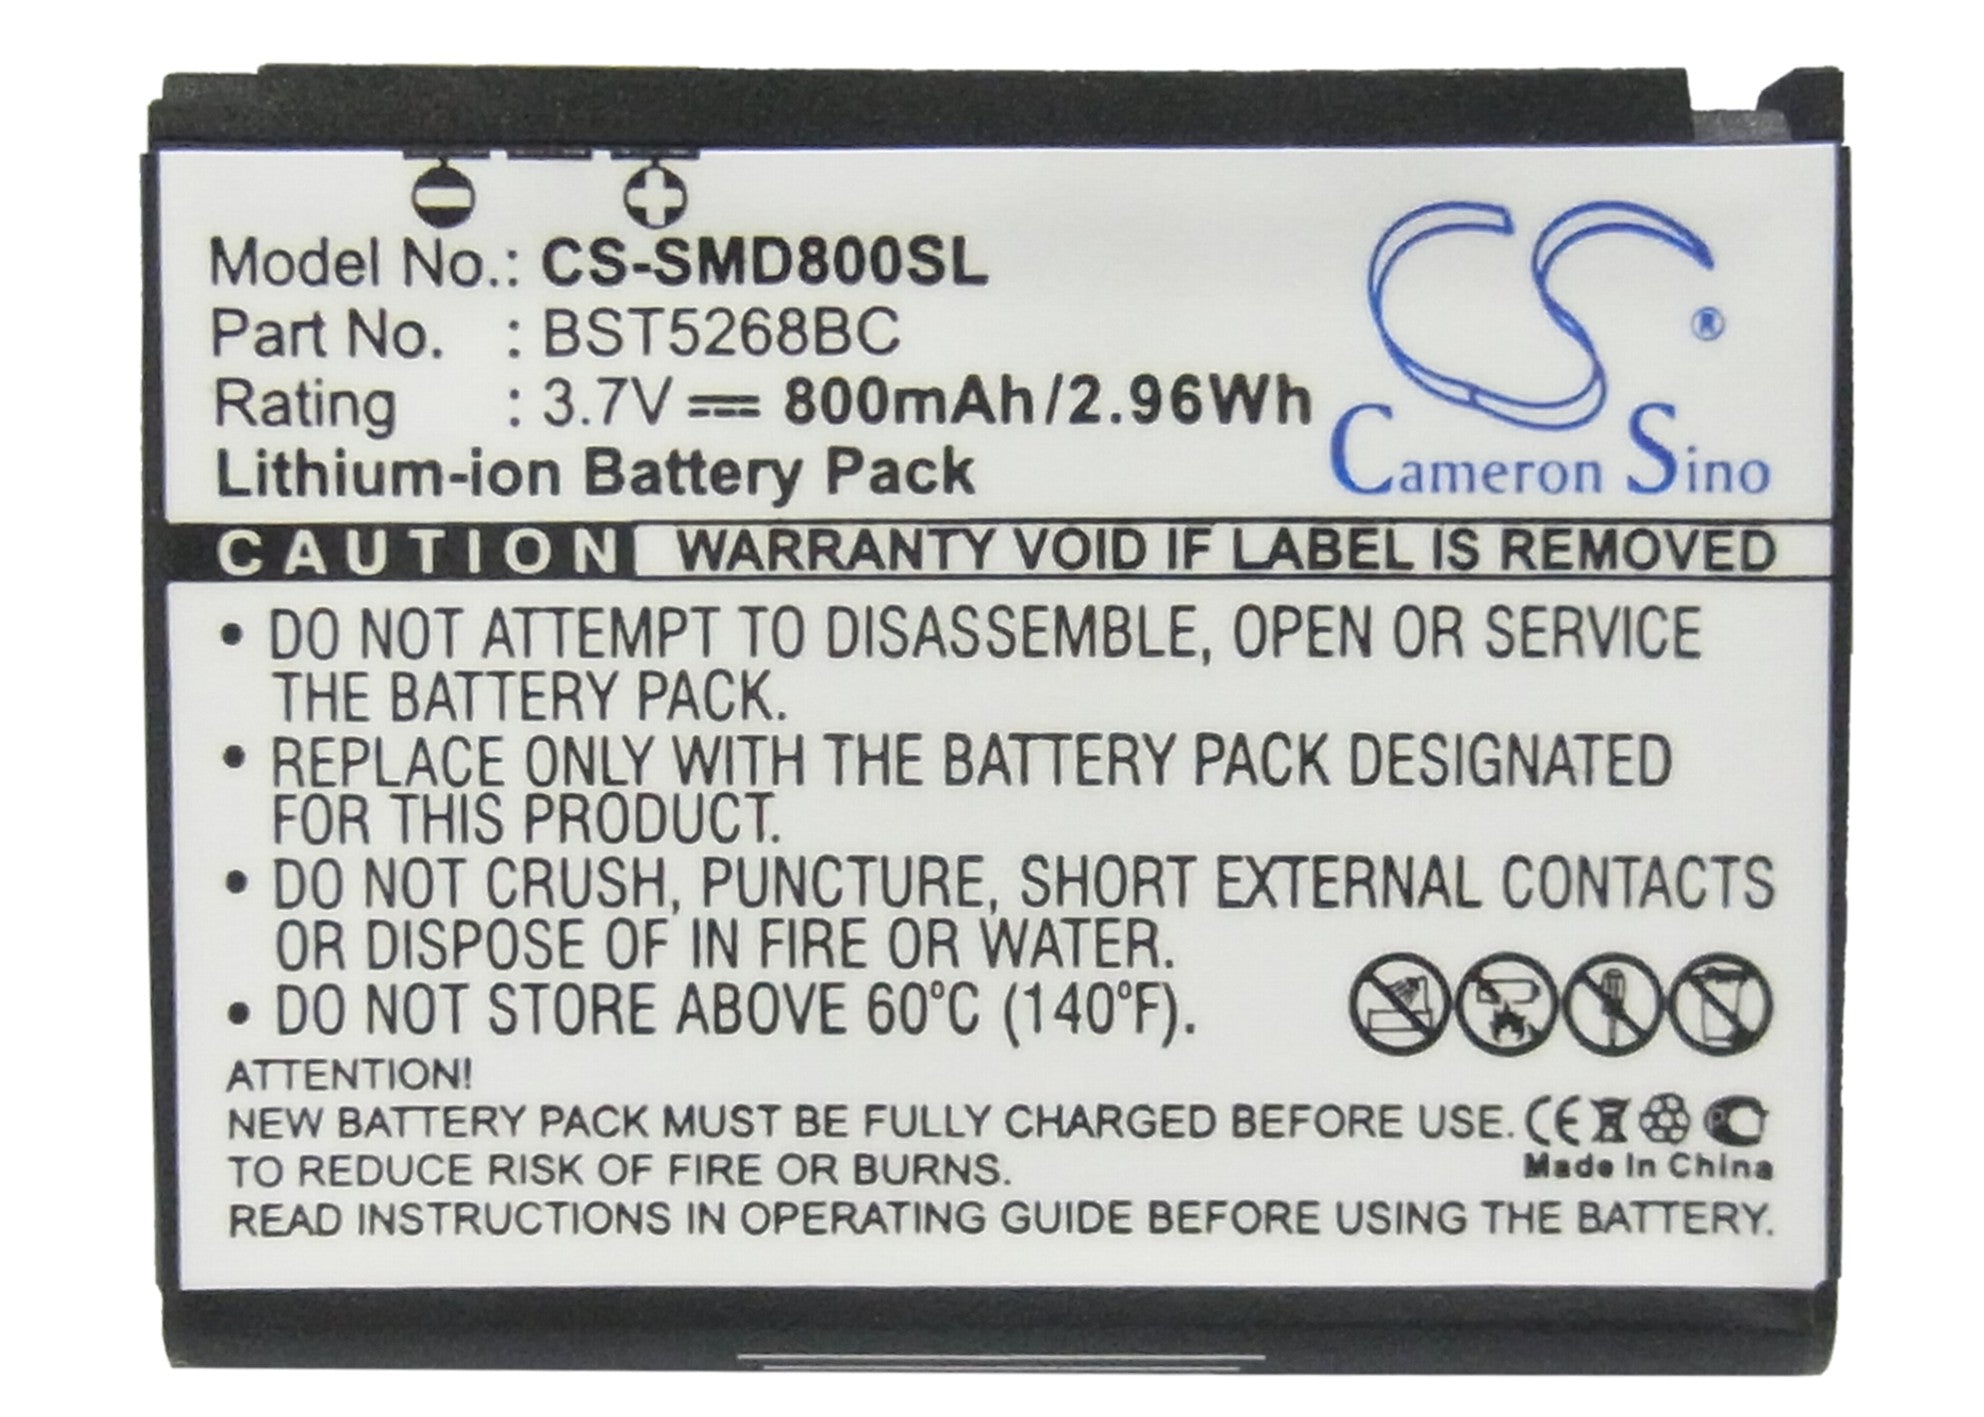 Model No.: CS-SMD800SL
Part No. : BST5268BC
Rating : 3.7V 800mAh/2.96Wh
Lithium-ion Battery Pack
CS ®
Cameron Sino
CAUTION WARRANTY VOID IF LABEL IS REMOVED
• DO NOT ATTEMPT TO DISASSEMBLE, OPEN OR SERVICE
THE BATTERY PACK.
• REPLACE ONLY WITH THE BATTERY PACK DESIGNATED
FOR THIS PRODUCT.
• DO NOT CRUSH, PUNCTURE, SHORT EXTERNAL CONTACTS
OR DISPOSE OF IN FIRE OR WATER.
• DO NOT STORE ABOVE 60°C (140°F).
ATTENTION!
NEW BATTERY PACK MUST BE FULLY CHARGED BEFORE USE. CE
TO REDUCE RISK OF FIRE OR BURNS.
Made In China
READ INSTRUCTIONS IN OPERATING GUIDE BEFORE USING THE BATTERY.